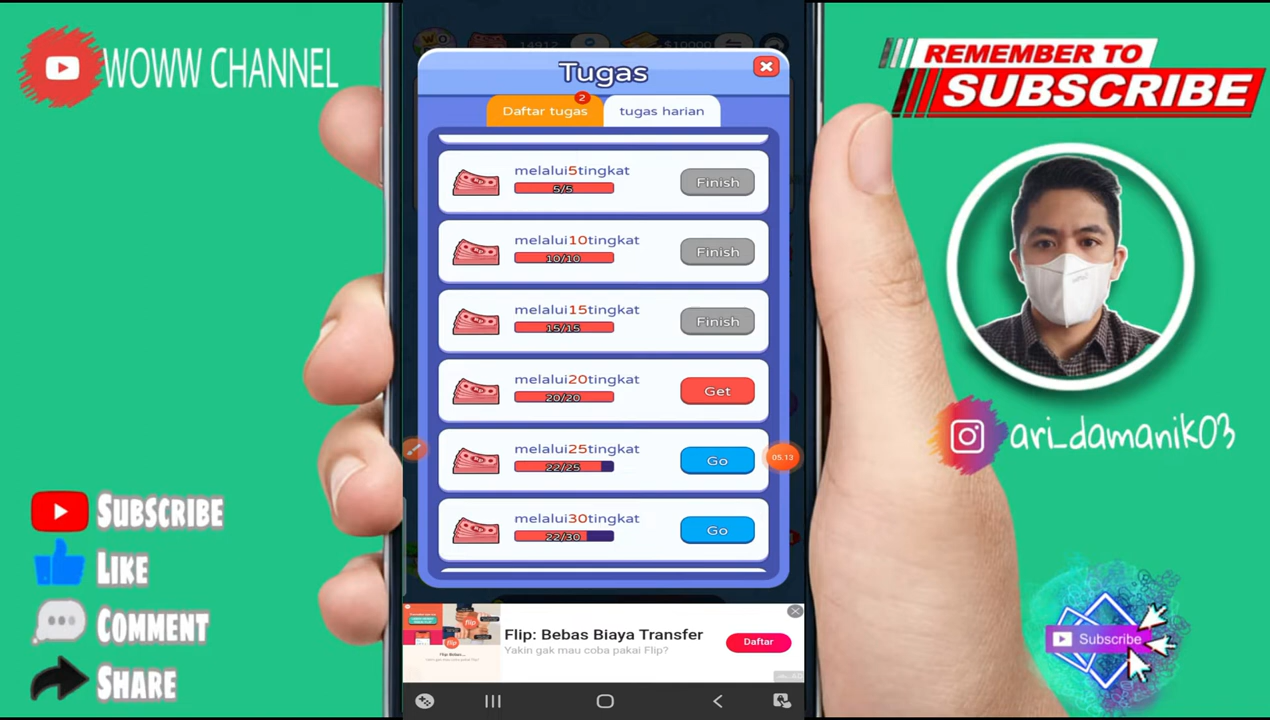 WOWW CHANNEL
SUBSCRIBE
LIKE
COMMENT
SHARE
Tugas
2
Daftar tugas
tugas harian
melalui5tingkat
5/5
Finish
melalui10tingkat
10/10
Finish
melalui15tingkat
15/15
Finish
melalui20tingkat
20/20
Get
melalui25tingkat
22/25
Go
05.13
melalui30tingkat
22/30
Go
Flip: Bebas Biaya Transfer
Yakin gak mau coba pakai Flip?
Daftar
REMEMBER TO
SUBSCRIBE
ari_damanik03
Subscribe